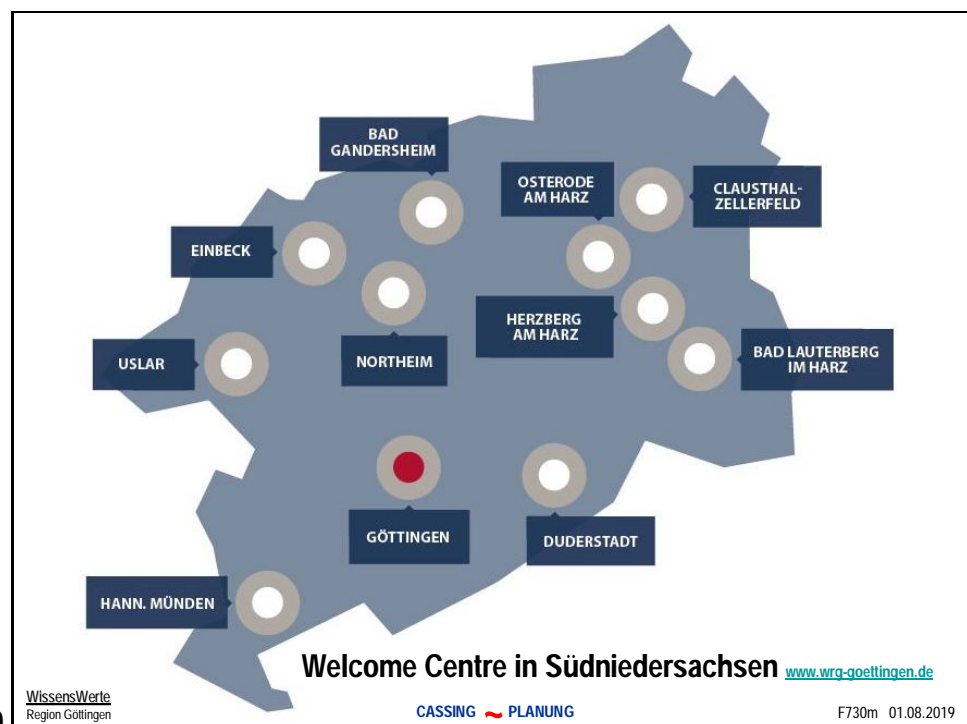 BAD
GANDERSHEIM
OSTERODE
AM HARZ
CLAUSTHAL-
ZELLERFELD
EINBECK
HERZBERG
AM HARZ
USLAR
NORTHEIM
BAD LAUTERBERG
IM HARZ
GÖTTINGEN
DUDERSTADT
HANN. MÜNDEN
Welcome Centre in Südniedersachsen www.wrg-goettingen.de
WissensWerte
Region Göttingen
CASSING ~ PLANUNG
F730m 01.08.2019